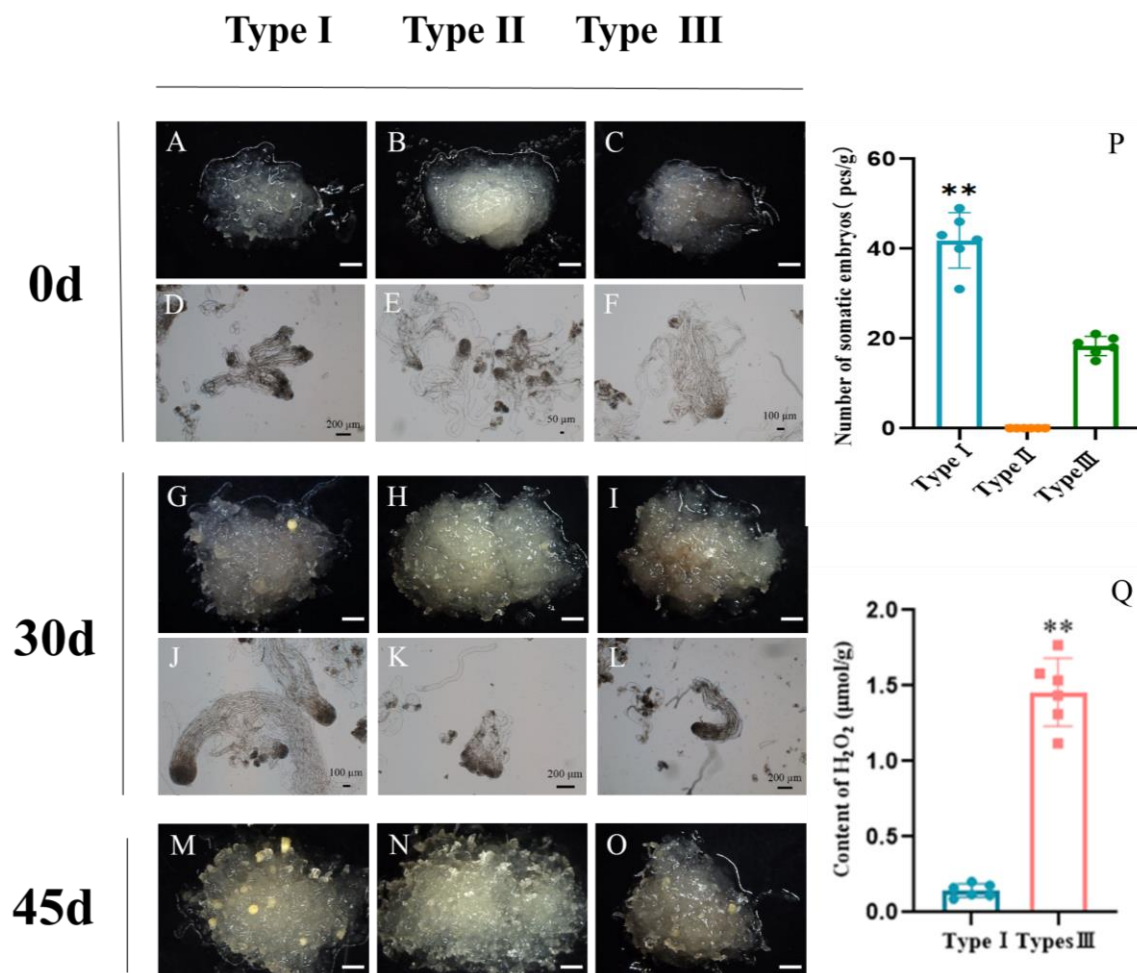 Type I Type II Type III
0d
A B C
D E F
200 μm 50 μm 100 μm
30d
G H I
J K L
100 μm 200 μm 200 μm
45d
M N O
P
Number of somatic embryos( pcs/g)
60
40
20
0
**
Type I Type II Type III
Q
Content of H₂O₂ (μmol/g)
2.0
1.5
1.0
0.5
0.0
**
Type I Types III